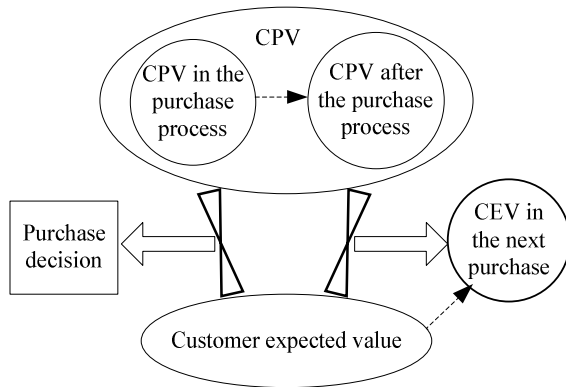 CPV
CPV in the
purchase
process
CPV after
the purchase
process
Purchase
decision
CEV in
the next
purchase
Customer expected value